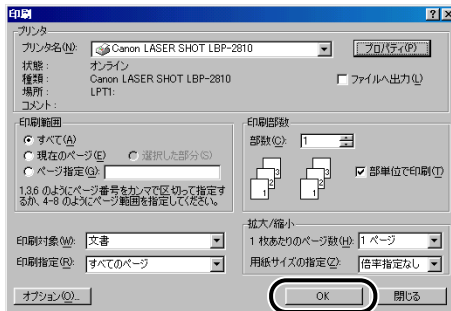 印刷
プリンタ
プリンタ名(N): Canon LASER SHOT LBP-2810 プロパティ(P)
状態: オンライン
種類: Canon LASER SHOT LBP-2810 ファイルへ出力(L)
場所: LPT1:
コメント:
印刷範囲
すべて(A)
現在のページ(E) 選択した部分(S)
ページ指定(G):
1,3,6 のようにページ番号をカンマで区切って指定す
るか、4-8 のようにページ範囲を指定してください。
印刷部数
部数(C): 1
部単位で印刷(T)
1 2 3 1 2 3
印刷対象(W): 文書
印刷指定(R): すべてのページ
拡大/縮小
1 枚あたりのページ数(H): 1 ページ
用紙サイズの指定(Z): 倍率指定なし
オプション(O)... OK 閉じる